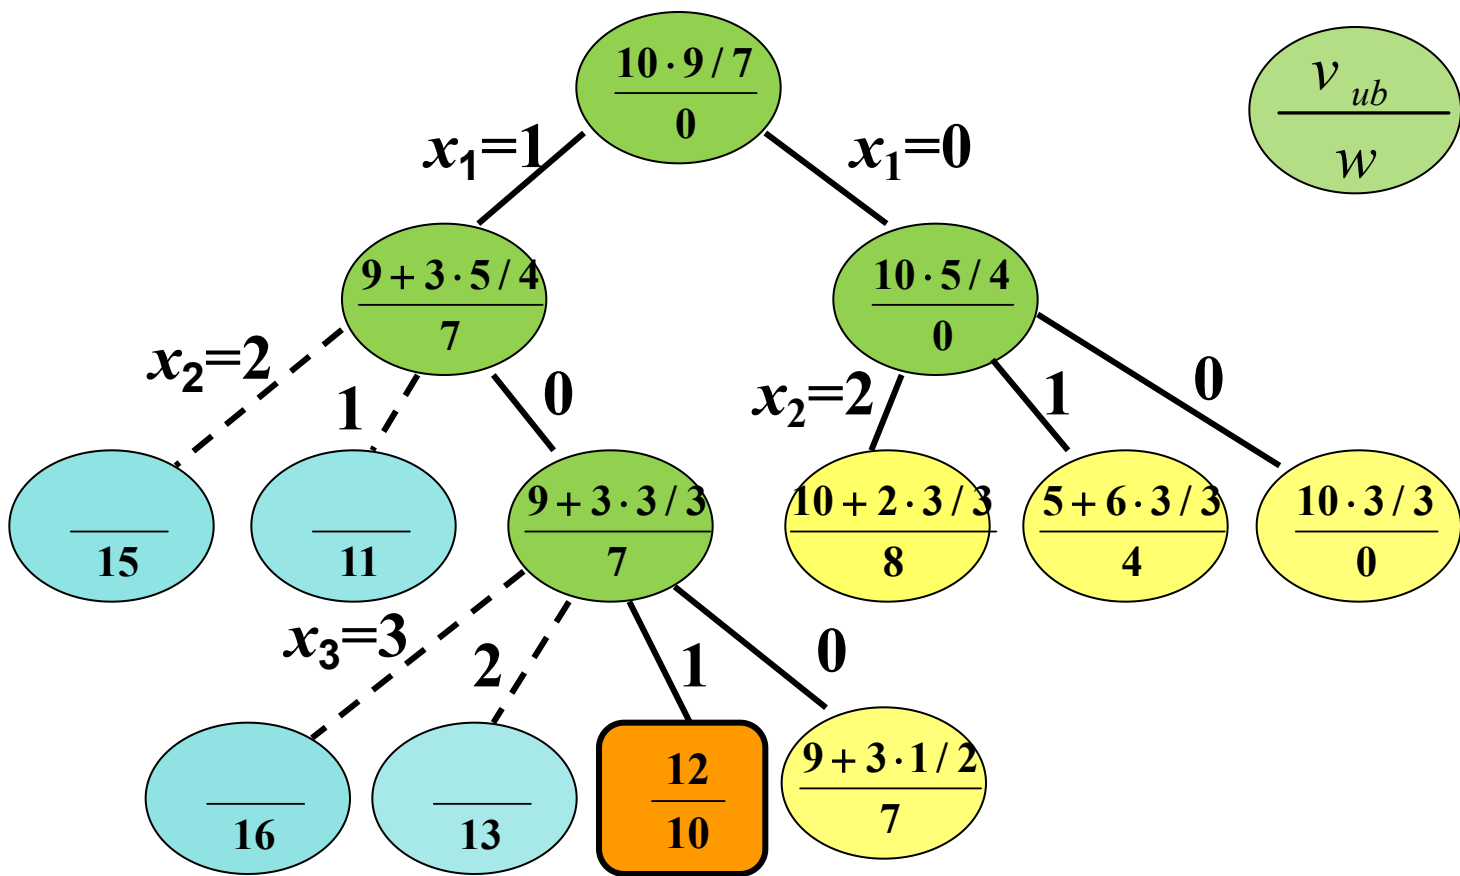 10 · 9 / 7
0
v ub
w
x1=1
x1=0
9 + 3 · 5 / 4
7
10 · 5 / 4
0
x2=2
1
0
x2=2
1
0
15
11
9 + 3 · 3 / 3
7
10 + 2 · 3 / 3
8
5 + 6 · 3 / 3
4
10 · 3 / 3
0
x3=3
2
1
0
16
13
12
10
9 + 3 · 1 / 2
7